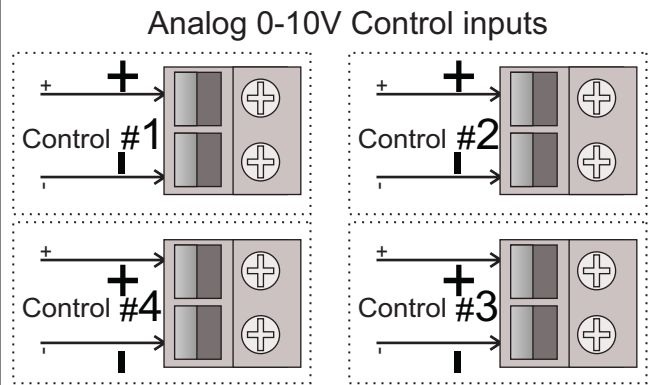 Analog 0-10V Control inputs
+ + + +
Control #1 Control #2
- - - -
+ +
+ +
Control #4 Control #3
- -
- -